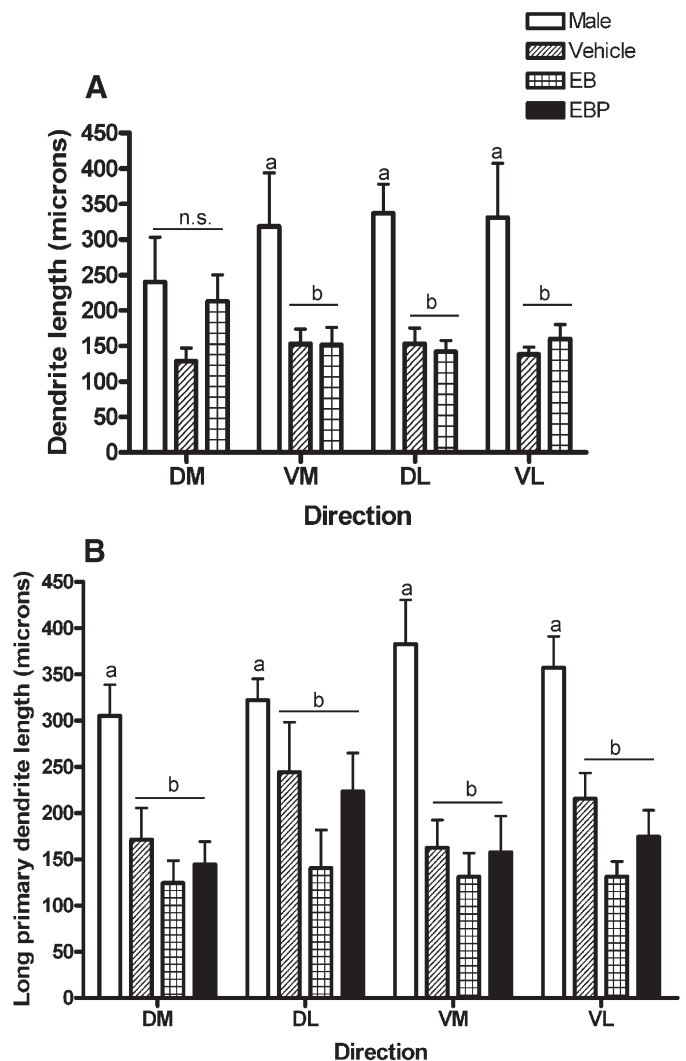 Male
Vehicle
EB
EBP
A
Dendrite length (microns)
450
400
350
300
250
200
150
100
50
0
n.s.
a
b
a
b
a
b
DM VM DL VL
Direction
B
Long primary dendrite length (microns)
450
400
350
300
250
200
150
100
50
0
a
b
a
b
a
b
a
b
DM DL VM VL
Direction